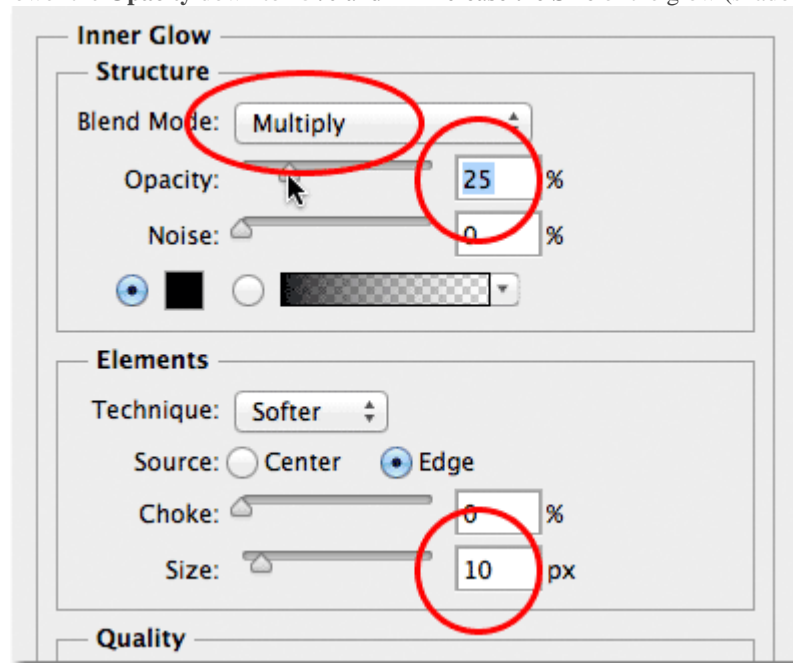 Inner Glow
Structure
Blend Mode: Multiply
Opacity: 25 %
Noise: 0 %
Elements
Technique: Softer
Source: Center Edge
Choke: 0 %
Size: 10 px
Quality